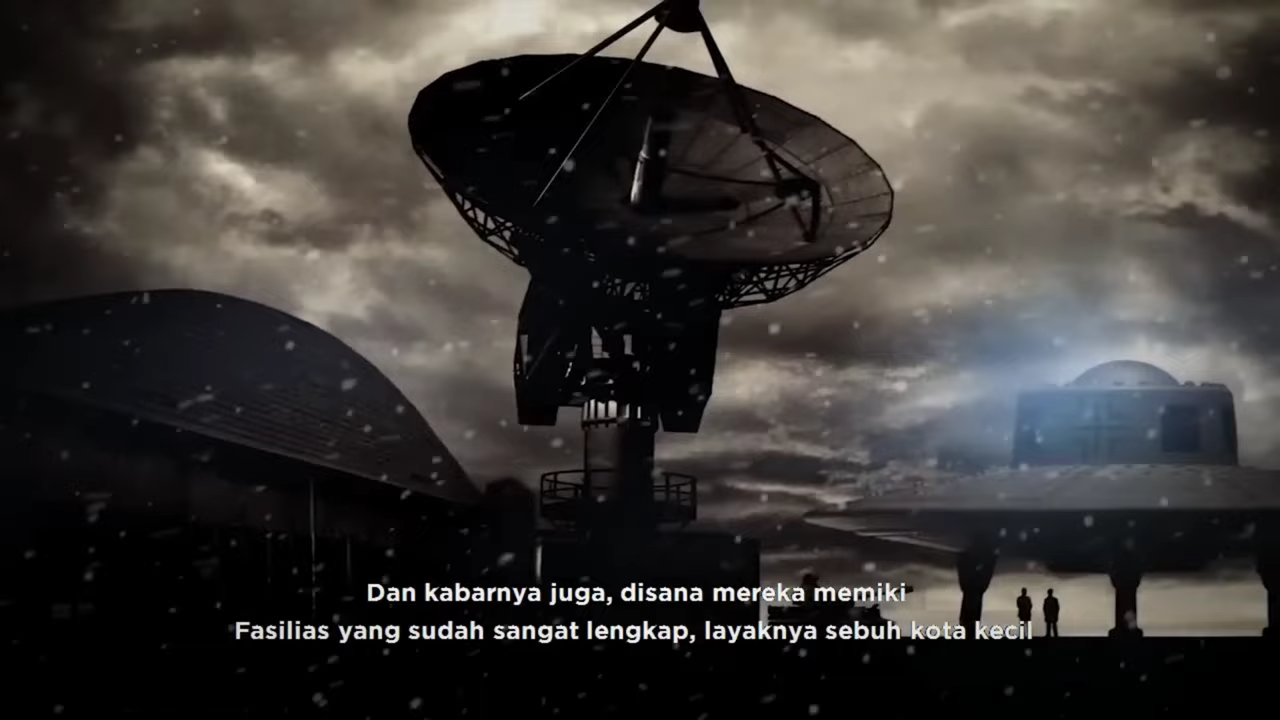 Dan kabarnya juga, disana mereka memiki
Fasilias yang sudah sangat lengkap, layaknya sebuh kota kecil